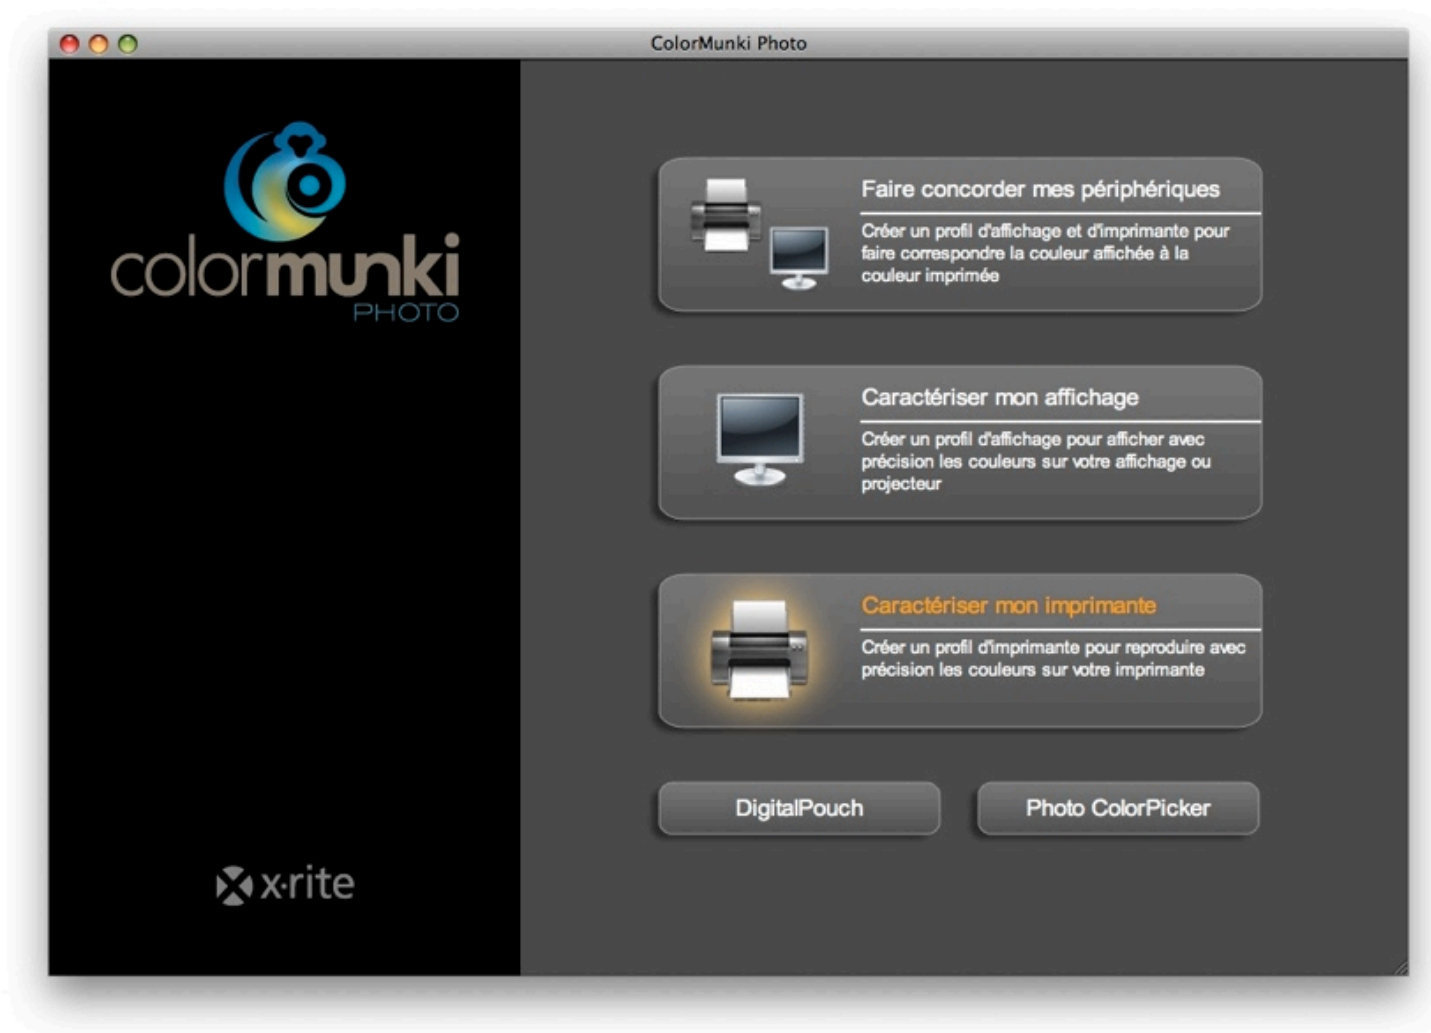 ColorMunki Photo
colormunki
PHOTO
Faire concorder mes périphériques
Créer un profil d'affichage et d'imprimante pour
faire correspondre la couleur affichée à la
couleur imprimée
Caractériser mon affichage
Créer un profil d'affichage pour afficher avec
précision les couleurs sur votre affichage ou
projecteur
Caractériser mon imprimante
Créer un profil d'imprimante pour reproduire avec
précision les couleurs sur votre imprimante
DigitalPouch
Photo ColorPicker
x·rite